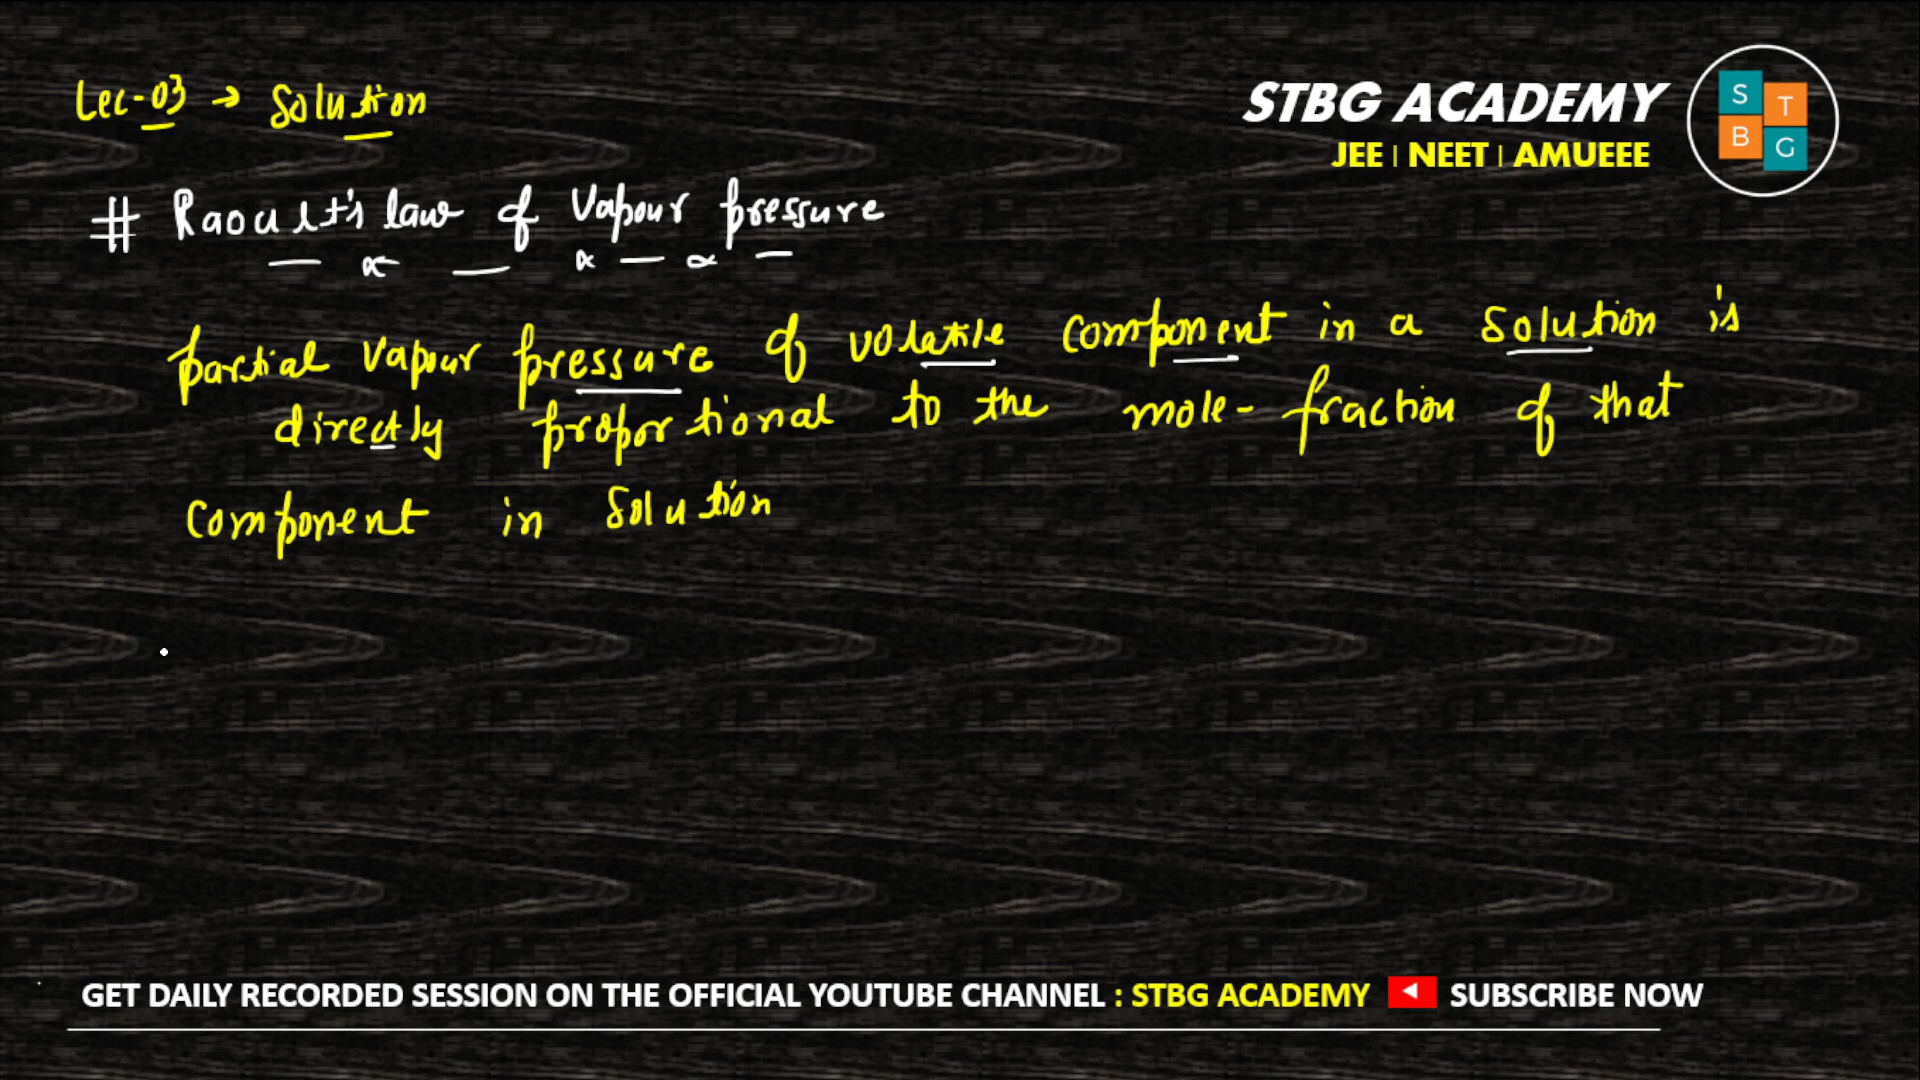 Lec-03 → Solution
STBG ACADEMY
JEE | NEET | AMUEEE
S T B G
# Raoult's law of Vapour pressure
partial vapour pressure of volatile component in a solution is
directly proportional to the mole-fraction of that
component in solution
GET DAILY RECORDED SESSION ON THE OFFICIAL YOUTUBE CHANNEL : STBG ACADEMY SUBSCRIBE NOW